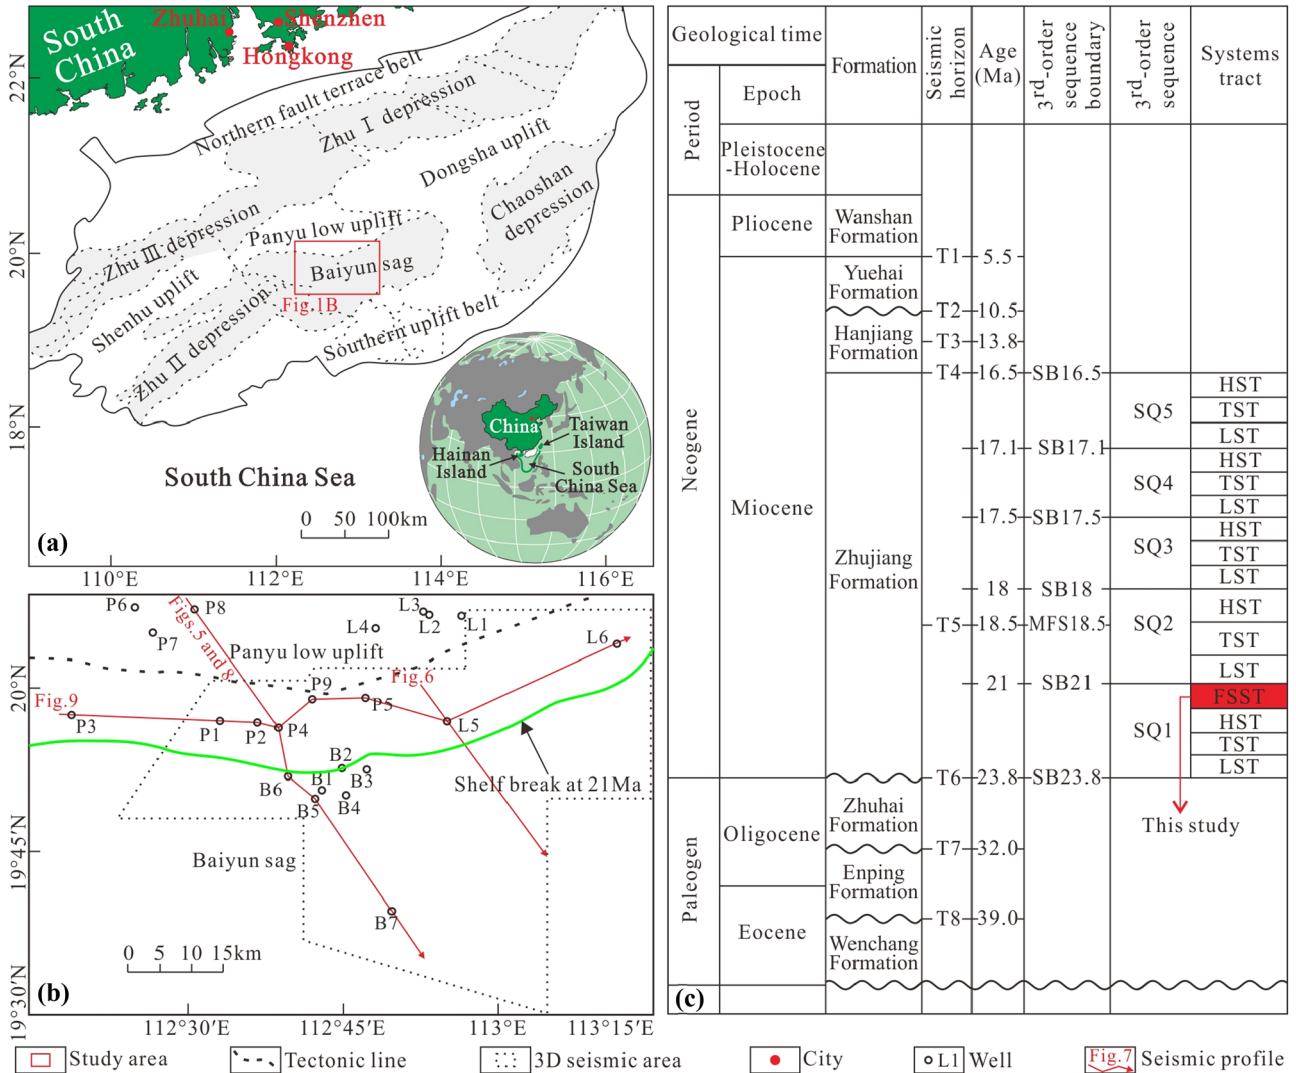 South
China
Zhuhai
Shenzhen
Hongkong
Northern fault terrace belt
Zhu Ⅰ depression
Dongsha uplift
Chaoshan
depression
Zhu Ⅲ depression
Panyu low uplift
Baiyun sag
Fig.1B
Shenhu uplift
Zhu Ⅱ depression
Southern uplift belt
China
Taiwan
Island
Hainan
Island
South
China Sea
South China Sea
0 50 100km
(a)
22°N
20°N
18°N
110°E
112°E
114°E
116°E
P6
P8
P7
Figs.5 and 8
L3
L2
L1
L4
L6
Panyu low uplift
Fig.6
Fig.9
P9
P5
P3
P1
P2
P4
L5
B2
B6
B1
B3
B5
B4
Shelf break at 21Ma
Baiyun sag
B7
0 5 10 15km
(b)
20°N
19°45′N
19°30′N
112°30′E
112°45′E
113°E
113°15′E
Geological time
Period
Epoch
Formation
Seismic
horizon
Age
(Ma)
3rd-order
sequence
boundary
3rd-order
sequence
Systems
tract
Pleistocene
-Holocene
Neogene
Pliocene
Wanshan
Formation
T1
5.5
Miocene
Yuehai
Formation
T2
10.5
Hanjiang
Formation
T3
13.8
T4
16.5
SB16.5
Zhujiang
Formation
SQ5
HST
TST
LST
17.1
SB17.1
SQ4
HST
TST
LST
17.5
SB17.5
SQ3
HST
TST
LST
18
SB18
T5
18.5
MFS18.5
SQ2
HST
TST
LST
21
SB21
SQ1
FSST
HST
TST
LST
T6
23.8
SB23.8
This study
Paleogen
Oligocene
Zhuhai
Formation
T7
32.0
Enping
Formation
T8
39.0
Eocene
Wenchang
Formation
(c)
Study area
Tectonic line
3D seismic area
City
L1
Well
Fig.7
Seismic profile